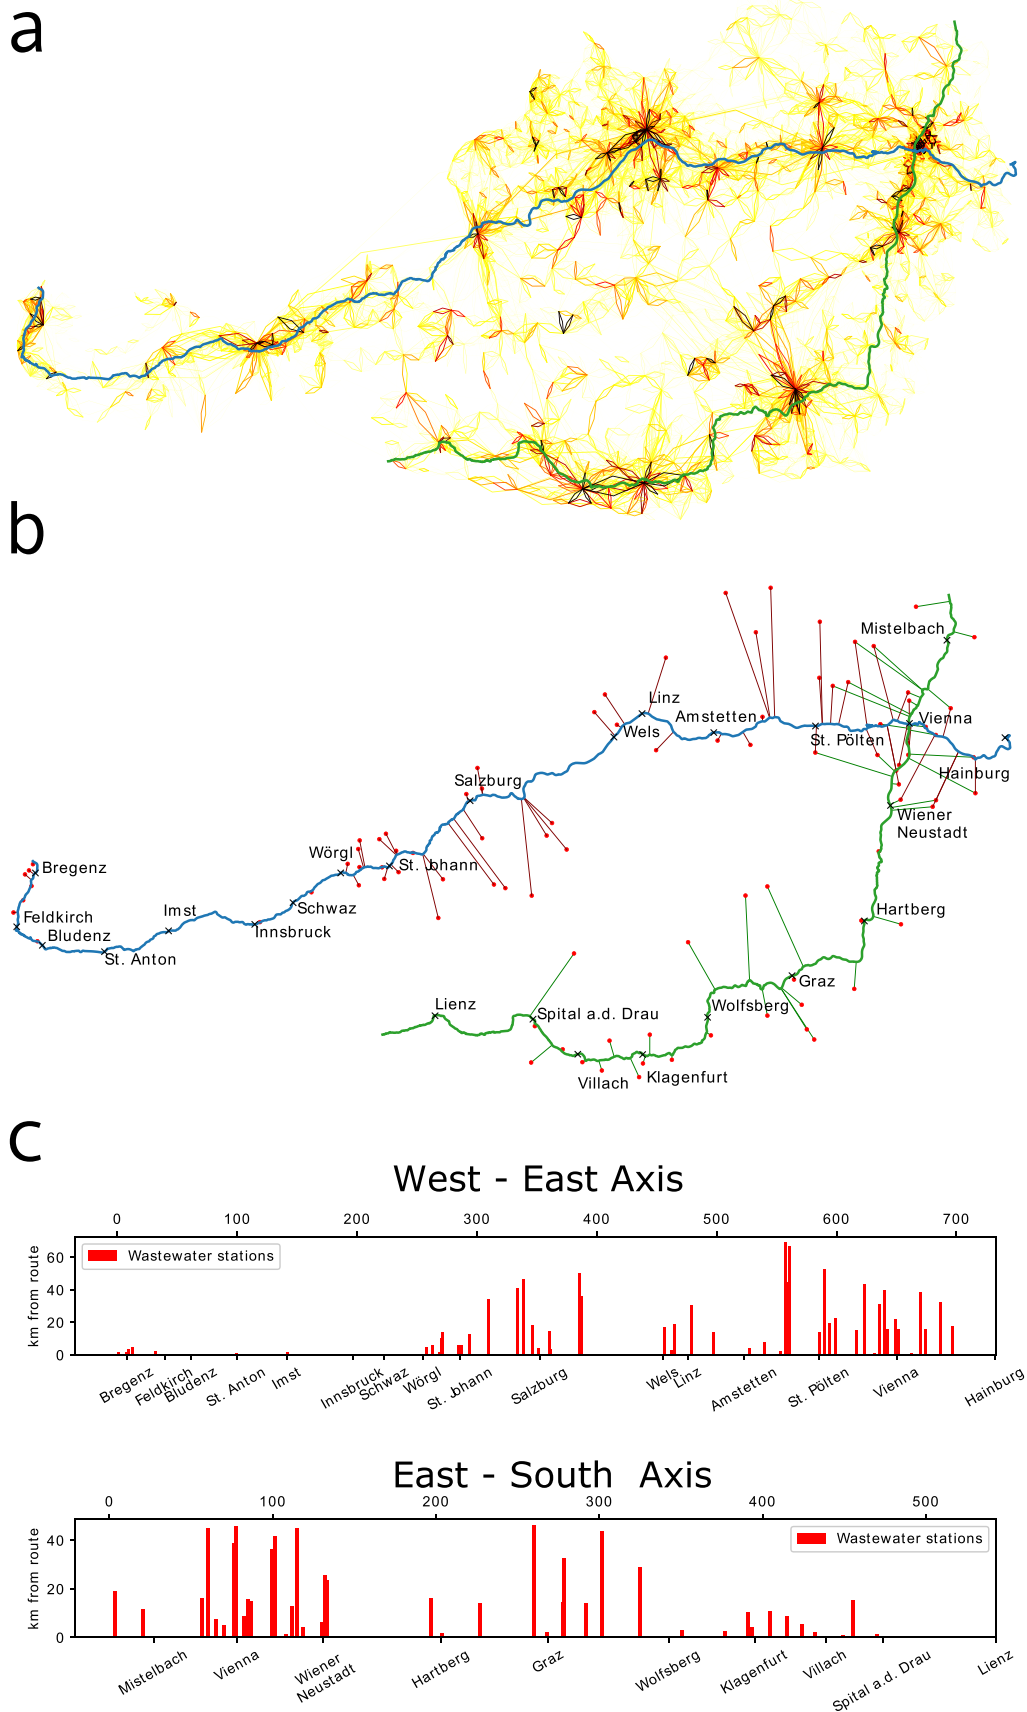 a
b
Mistelbach
Linz
Vienna
Amstetten
Wels
St. Pölten
Hainburg
Salzburg
Wiener
Neustadt
Wörgl
St. Johann
Bregenz
Schwaz
Imst
Hartberg
Feldkirch
Innsbruck
Bludenz
St. Anton
Graz
Lienz
Wolfsberg
Spital a.d. Drau
Klagenfurt
Villach
c
West - East Axis
0 100 200 300 400 500 600 700
km from route
60
40
20
0
Wastewater stations
Bregenz Feldkirch Bludenz St. Anton Imst Innsbruck Schwaz Wörgl St. Johann Salzburg Wels Linz Amstetten St. Pölten Vienna Hainburg
East - South Axis
0 100 200 300 400 500
km from route
40
20
0
Wastewater stations
Mistelbach Vienna Wiener Neustadt Hartberg Graz Wolfsberg Klagenfurt Villach Spital a.d. Drau Lienz